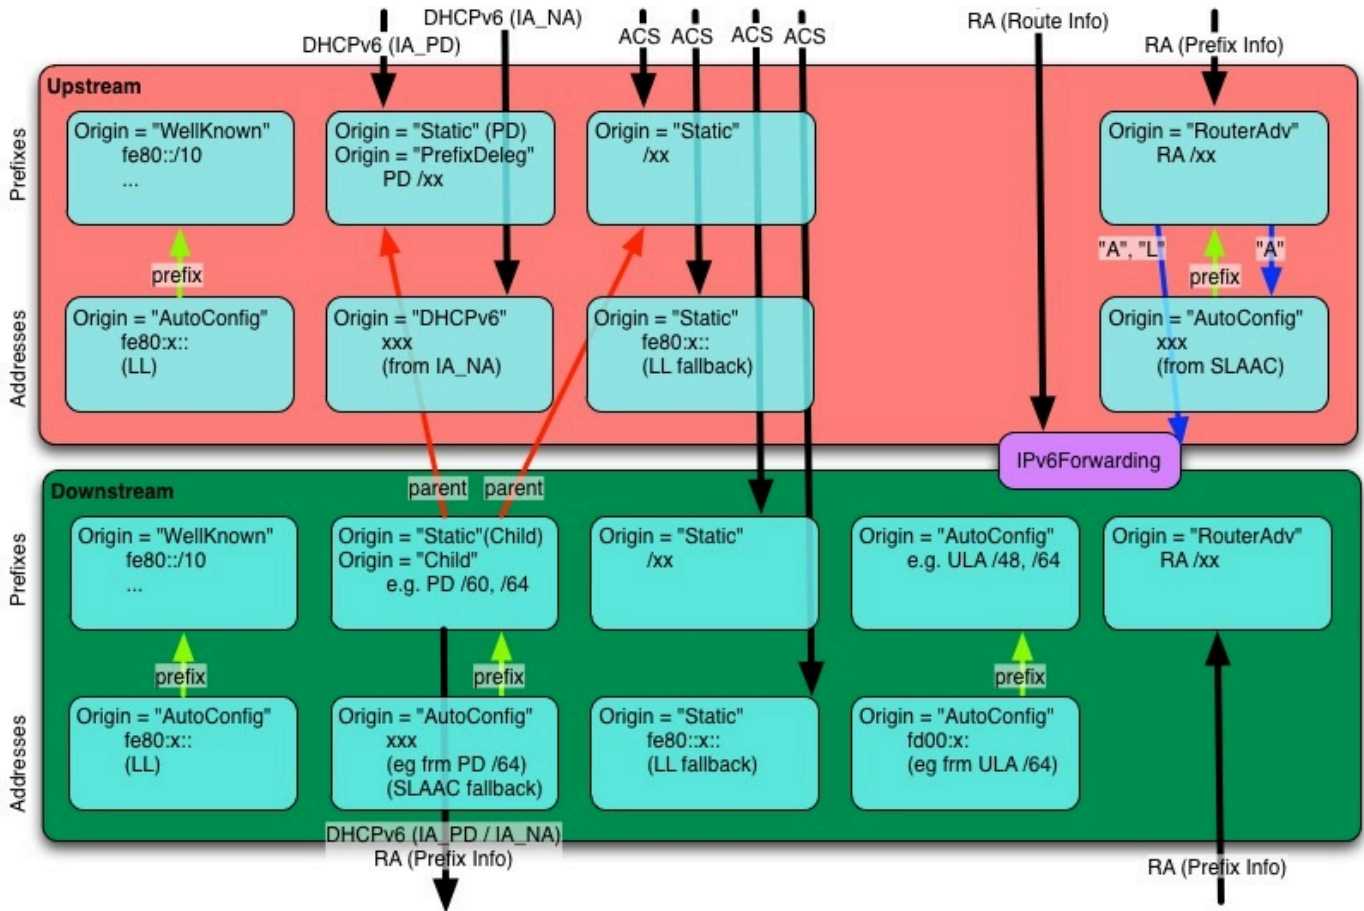 DHCPv6 (IA_NA)
DHCPv6 (IA_PD)
ACS
ACS
ACS
ACS
RA (Route Info)
RA (Prefix Info)
Upstream
Prefixes
Origin = "WellKnown"
fe80::/10
...
Origin = "Static" (PD)
Origin = "PrefixDeleg"
PD /xx
Origin = "Static"
/xx
Origin = "RouterAdv"
RA /xx
prefix
"A", "L"
prefix
"A"
Addresses
Origin = "AutoConfig"
fe80:x::
(LL)
Origin = "DHCPv6"
xxx
(from IA_NA)
Origin = "Static"
fe80:x::
(LL fallback)
Origin = "AutoConfig"
xxx
(from SLAAC)
IPv6Forwarding
Downstream
parent
parent
Prefixes
Origin = "WellKnown"
fe80::/10
...
Origin = "Static"(Child)
Origin = "Child"
e.g. PD /60, /64
Origin = "Static"
/xx
Origin = "AutoConfig"
e.g. ULA /48, /64
Origin = "RouterAdv"
RA /xx
prefix
prefix
prefix
Addresses
Origin = "AutoConfig"
fe80:x::
(LL)
Origin = "AutoConfig"
xxx
(eg frm PD /64)
(SLAAC fallback)
Origin = "Static"
fe80::x::
(LL fallback)
Origin = "AutoConfig"
fd00:x:
(eg frm ULA /64)
DHCPv6 (IA_PD / IA_NA)
RA (Prefix Info)
RA (Prefix Info)